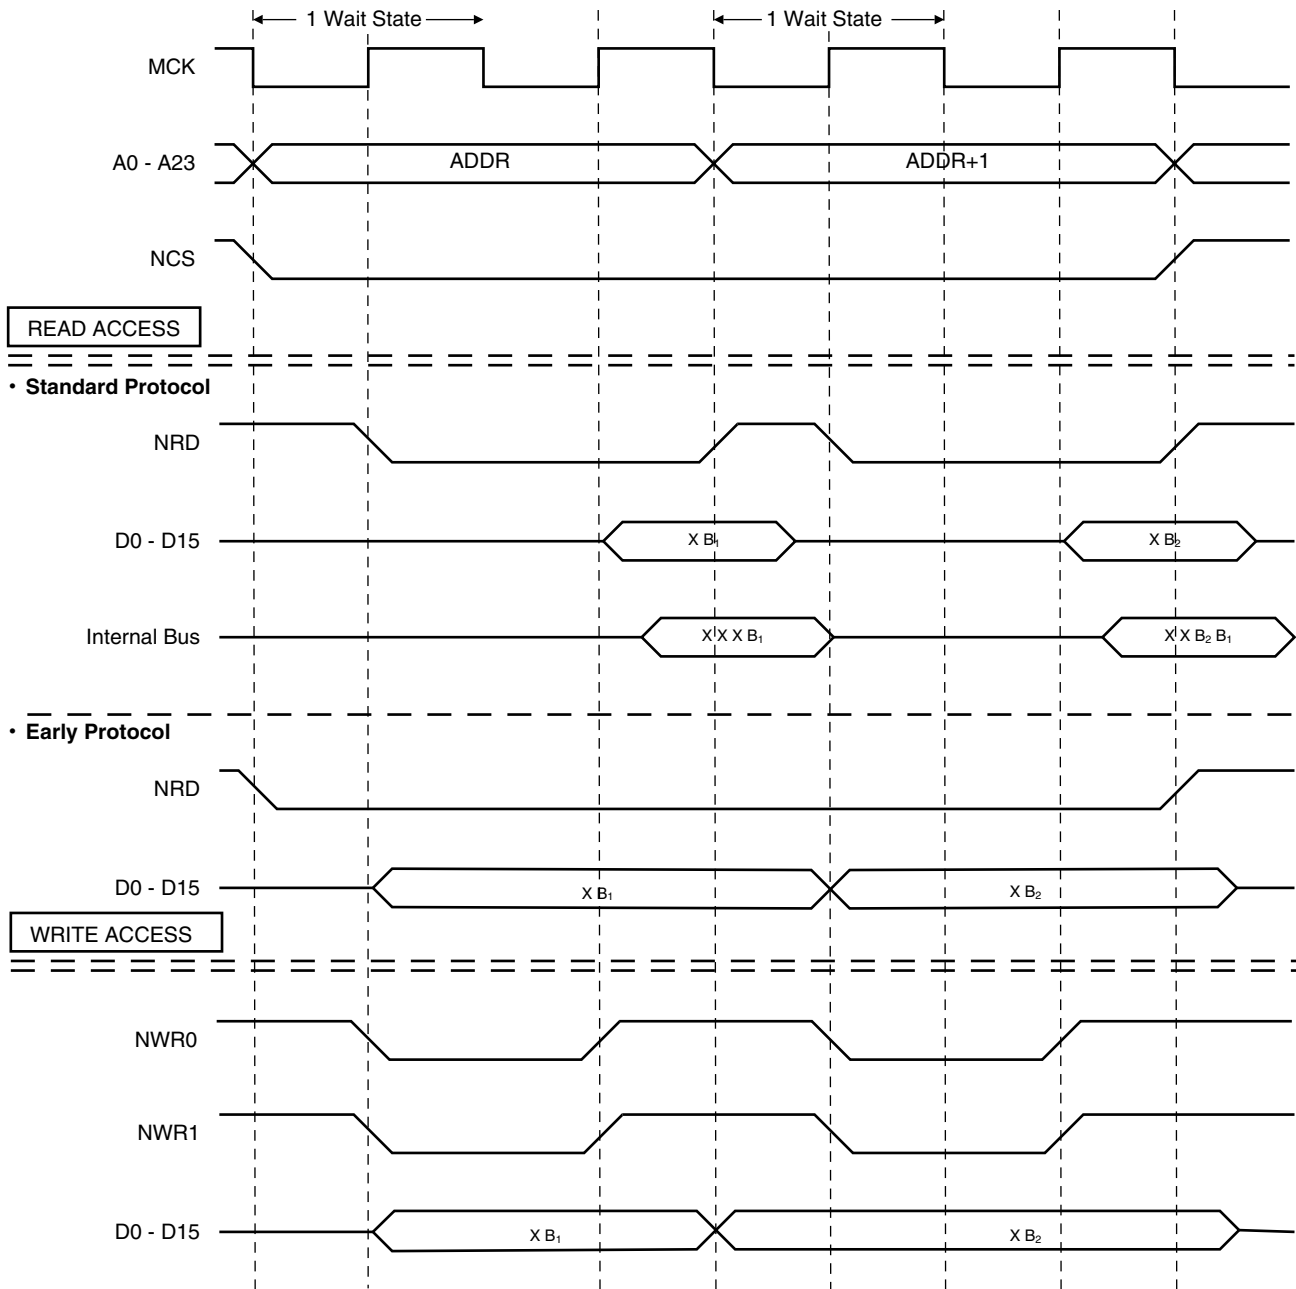 1 Wait State 1 Wait State
MCK
A0 - A23 ADDR ADDR+1
NCS
READ ACCESS
• Standard Protocol
NRD
D0 - D15 X B₁ X B₂
Internal Bus X X X B₁ X X B₂ B₁
• Early Protocol
NRD
D0 - D15 X B₁ X B₂
WRITE ACCESS
NWR0
NWR1
D0 - D15 X B₁ X B₂